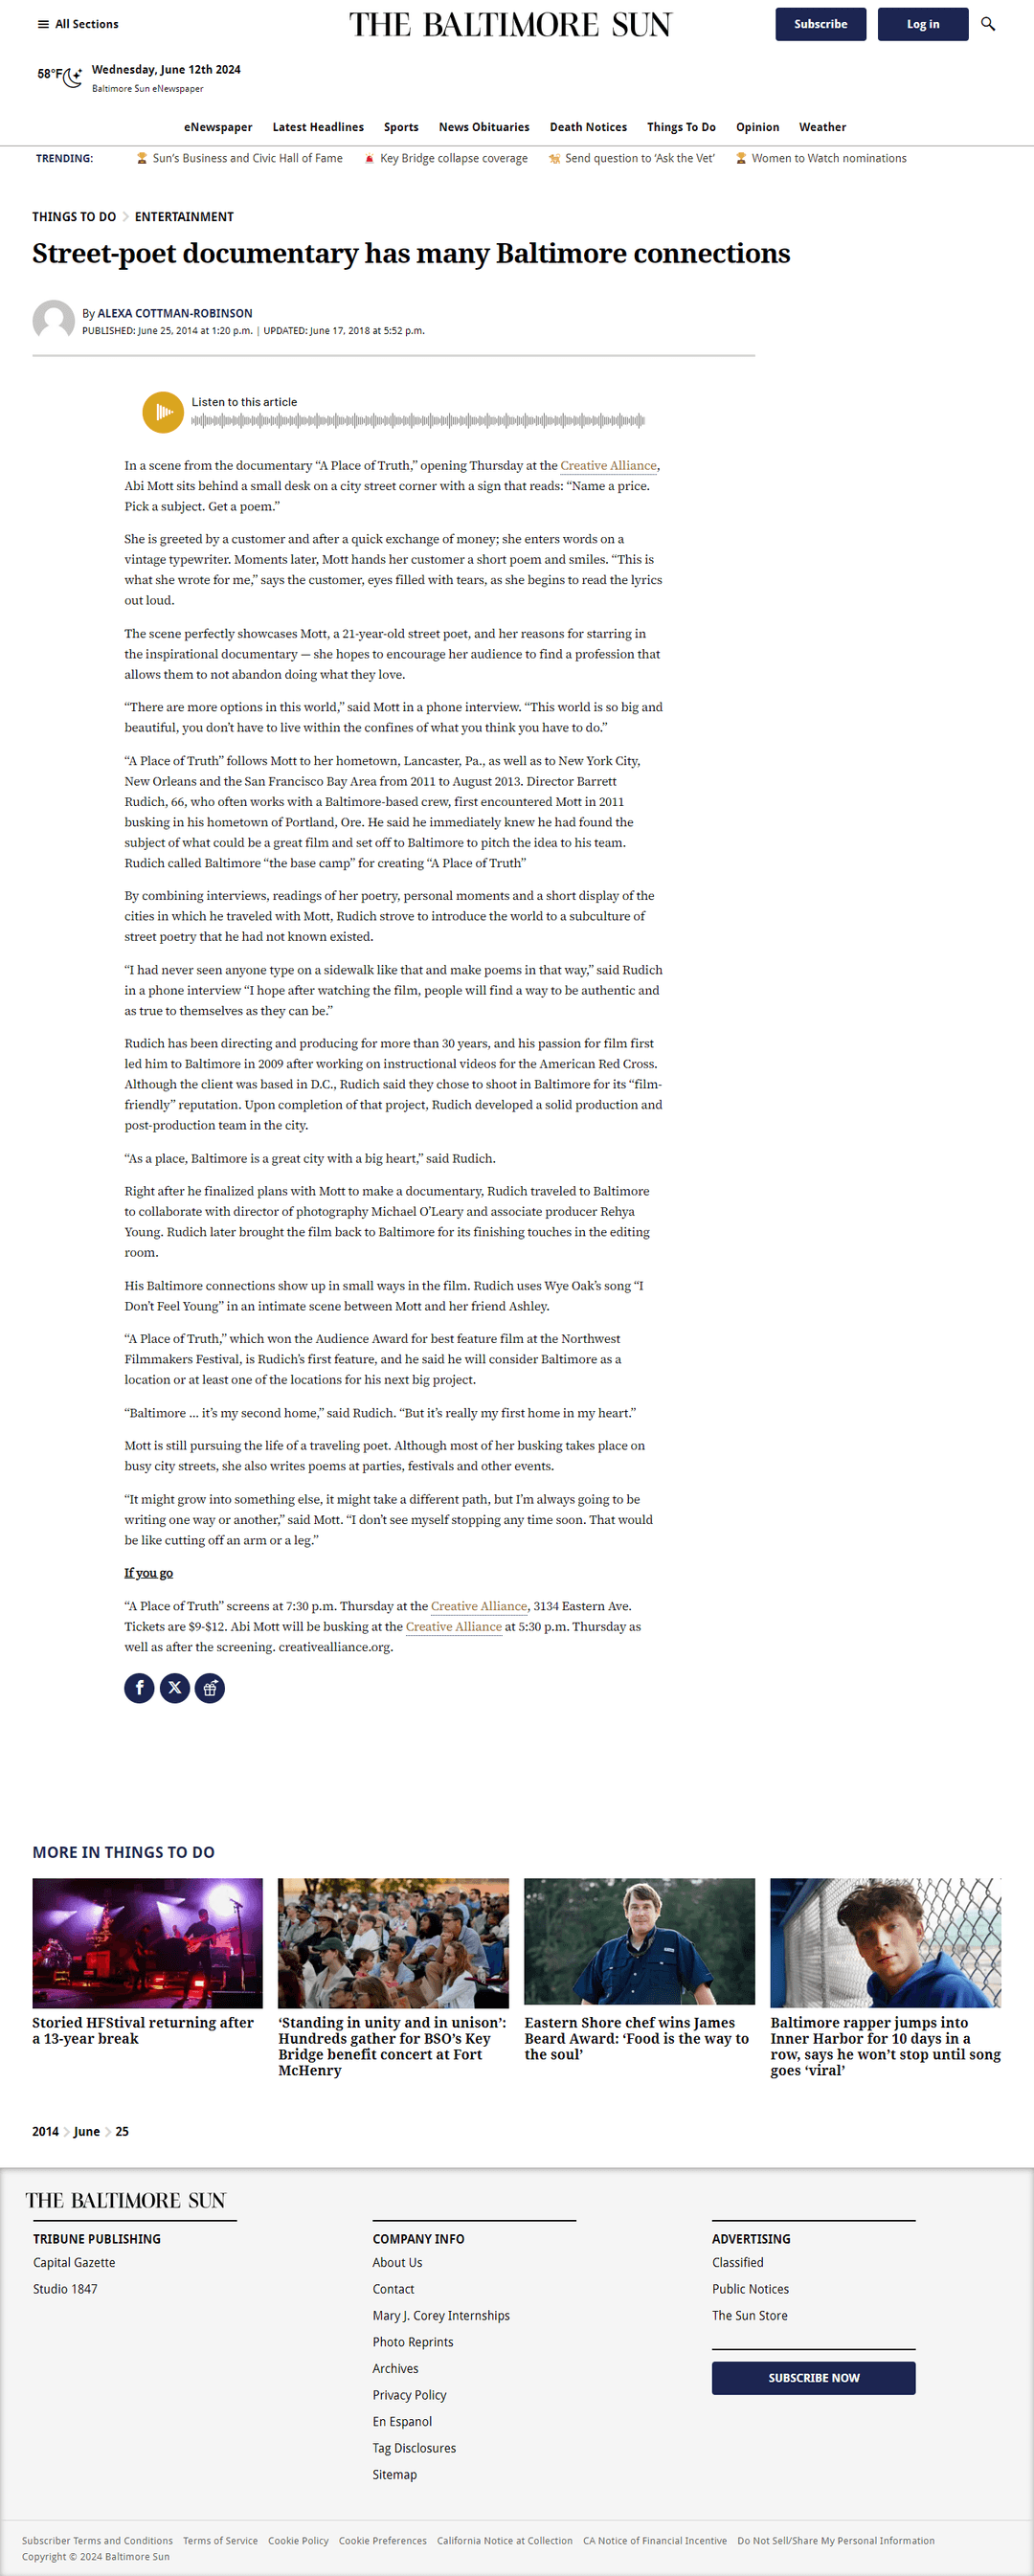 All Sections
THE BALTIMORE SUN
Subscribe
Log in
58°F
Wednesday, June 12th 2024
Baltimore Sun eNewspaper
eNewspaper Latest Headlines Sports News Obituaries Death Notices Things To Do Opinion Weather
TRENDING: Sun’s Business and Civic Hall of Fame Key Bridge collapse coverage Send question to ‘Ask the Vet’ Women to Watch nominations
THINGS TO DO ENTERTAINMENT
Street-poet documentary has many Baltimore connections
By ALEXA COTTMAN-ROBINSON
PUBLISHED: June 25, 2014 at 1:20 p.m. | UPDATED: June 17, 2018 at 5:52 p.m.
Listen to this article
In a scene from the documentary “A Place of Truth,” opening Thursday at the Creative Alliance,
Abi Mott sits behind a small desk on a city street corner with a sign that reads: “Name a price.
Pick a subject. Get a poem.”
She is greeted by a customer and after a quick exchange of money; she enters words on a
vintage typewriter. Moments later, Mott hands her customer a short poem and smiles. “This is
what she wrote for me,” says the customer, eyes filled with tears, as she begins to read the lyrics
out loud.
The scene perfectly showcases Mott, a 21-year-old street poet, and her reasons for starring in
the inspirational documentary — she hopes to encourage her audience to find a profession that
allows them to not abandon doing what they love.
“There are more options in this world,” said Mott in a phone interview. “This world is so big and
beautiful, you don’t have to live within the confines of what you think you have to do.”
“A Place of Truth” follows Mott to her hometown, Lancaster, Pa., as well as to New York City,
New Orleans and the San Francisco Bay Area from 2011 to August 2013. Director Barrett
Rudich, 66, who often works with a Baltimore-based crew, first encountered Mott in 2011
busking in his hometown of Portland, Ore. He said he immediately knew he had found the
subject of what could be a great film and set off to Baltimore to pitch the idea to his team.
Rudich called Baltimore “the base camp” for creating “A Place of Truth”
By combining interviews, readings of her poetry, personal moments and a short display of the
cities in which he traveled with Mott, Rudich strove to introduce the world to a subculture of
street poetry that he had not known existed.
“I had never seen anyone type on a sidewalk like that and make poems in that way,” said Rudich
in a phone interview “I hope after watching the film, people will find a way to be authentic and
as true to themselves as they can be.”
Rudich has been directing and producing for more than 30 years, and his passion for film first
led him to Baltimore in 2009 after working on instructional videos for the American Red Cross.
Although the client was based in D.C., Rudich said they chose to shoot in Baltimore for its “film-
friendly” reputation. Upon completion of that project, Rudich developed a solid production and
post-production team in the city.
“As a place, Baltimore is a great city with a big heart,” said Rudich.
Right after he finalized plans with Mott to make a documentary, Rudich traveled to Baltimore
to collaborate with director of photography Michael O’Leary and associate producer Rehya
Young. Rudich later brought the film back to Baltimore for its finishing touches in the editing
room.
His Baltimore connections show up in small ways in the film. Rudich uses Wye Oak’s song “I
Don’t Feel Young” in an intimate scene between Mott and her friend Ashley.
“A Place of Truth,” which won the Audience Award for best feature film at the Northwest
Filmmakers Festival, is Rudich’s first feature, and he said he will consider Baltimore as a
location or at least one of the locations for his next big project.
“Baltimore ... it’s my second home,” said Rudich. “But it’s really my first home in my heart.”
Mott is still pursuing the life of a traveling poet. Although most of her busking takes place on
busy city streets, she also writes poems at parties, festivals and other events.
“It might grow into something else, it might take a different path, but I’m always going to be
writing one way or another,” said Mott. “I don’t see myself stopping any time soon. That would
be like cutting off an arm or a leg.”
If you go
“A Place of Truth” screens at 7:30 p.m. Thursday at the Creative Alliance, 3134 Eastern Ave.
Tickets are $9-$12. Abi Mott will be busking at the Creative Alliance at 5:30 p.m. Thursday as
well as after the screening. creativealliance.org.
MORE IN THINGS TO DO
Storied HFStival returning after
a 13-year break
‘Standing in unity and in unison’:
Hundreds gather for BSO’s Key
Bridge benefit concert at Fort
McHenry
Eastern Shore chef wins James
Beard Award: ‘Food is the way to
the soul’
Baltimore rapper jumps into
Inner Harbor for 10 days in a
row, says he won’t stop until song
goes ‘viral’
2014 June 25
THE BALTIMORE SUN
TRIBUNE PUBLISHING
Capital Gazette
Studio 1847
COMPANY INFO
About Us
Contact
Mary J. Corey Internships
Photo Reprints
Archives
Privacy Policy
En Espanol
Tag Disclosures
Sitemap
ADVERTISING
Classified
Public Notices
The Sun Store
SUBSCRIBE NOW
Subscriber Terms and Conditions Terms of Service Cookie Policy Cookie Preferences California Notice at Collection CA Notice of Financial Incentive Do Not Sell/Share My Personal Information
Copyright © 2024 Baltimore Sun